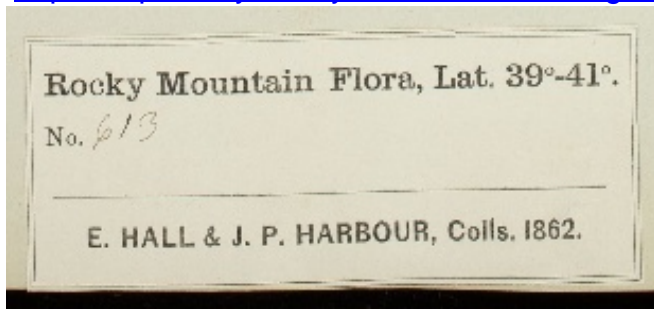 Rocky Mountain Flora, Lat. 39°-41°.
No. 613
E. HALL & J. P. HARBOUR, Colls. 1862.